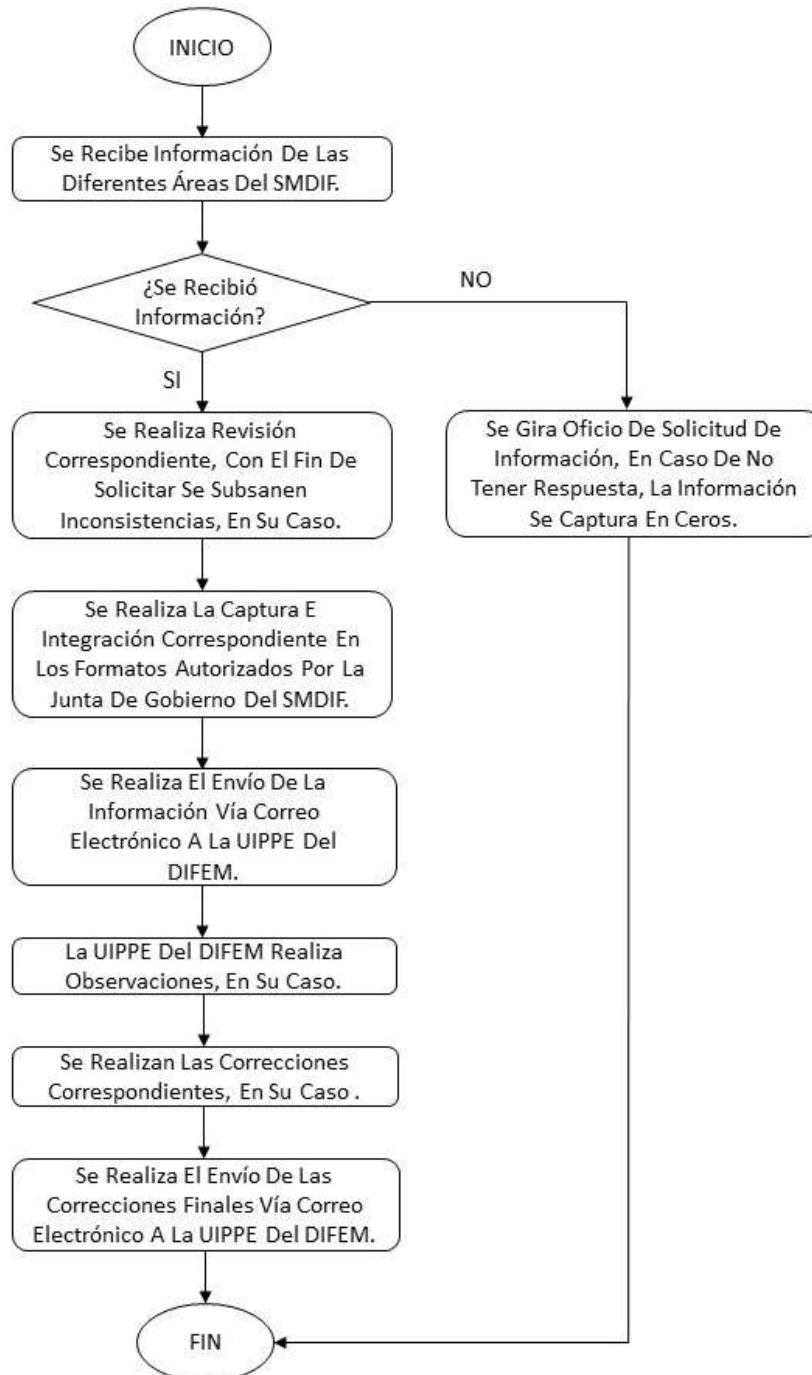 INICIO
Se Recibe Información De Las
Diferentes Áreas Del SMDIF.
¿Se Recibió
Información?
NO
SI
Se Realiza Revisión
Correspondiente, Con El Fin De
Solicitar Se Subsanen
Inconsistencias, En Su Caso.
Se Gira Oficio De Solicitud De
Información, En Caso De No
Tener Respuesta, La Información
Se Captura En Ceros.
Se Realiza La Captura E
Integración Correspondiente En
Los Formatos Autorizados Por La
Junta De Gobierno Del SMDIF.
Se Realiza El Envío De La
Información Vía Correo
Electrónico A La UIPPE Del
DIFEM.
La UIPPE Del DIFEM Realiza
Observaciones, En Su Caso.
Se Realizan Las Correcciones
Correspondientes, En Su Caso .
Se Realiza El Envío De Las
Correcciones Finales Vía Correo
Electrónico A La UIPPE Del DIFEM.
FIN